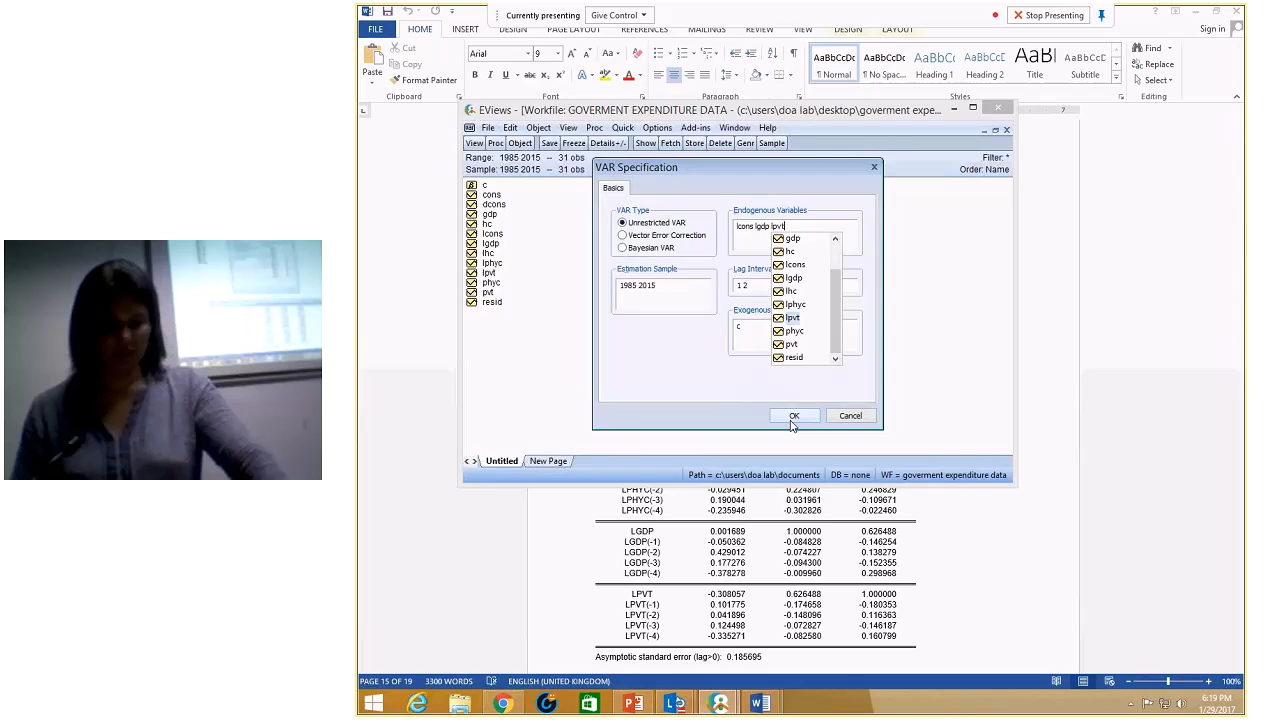 Currently presenting Give Control Stop Presenting
FILE HOME INSERT DESIGN PAGE LAYOUT REFERENCES MAILINGS REVIEW VIEW DESIGN LAYOUT Sign in
Paste
Cut
Copy
Format Painter
Clipboard
Arial 9
Font
Paragraph
AaBbCcDc AaBbCcDc AaBbC AaBbCcD AaBbCcC
¶ Normal ¶ No Spac... Heading 1 Heading 2 Title Subtitle
Styles
Find
Replace
Select
Editing
EViews - [Workfile: GOVERMENT EXPENDITURE DATA - (c:\users\doa lab\desktop\goverment expe...
File Edit Object View Proc Quick Options Add-ins Window Help
View Proc Object Save Freeze Details+/- Show Fetch Store Delete Genr Sample
Range: 1985 2015 -- 31 obs Filter: *
Sample: 1985 2015 -- 31 obs Order: Name
c
cons
dcons
gdp
hc
lcons
lgdp
lhc
lphyc
lpvt
phyc
pvt
resid
VAR Specification
Basics
VAR Type
Unrestricted VAR
Vector Error Correction
Bayesian VAR
Estimation Sample
1985 2015
Endogenous Variables
lcons lgdp lpvt
Lag Interva
1 2
Exogenous
c
gdp
hc
lcons
lgdp
lhc
lphyc
lpvt
phyc
pvt
resid
OK Cancel
Untitled New Page
Path = c:\users\doa lab\documents DB = none WF = goverment expenditure data
LPHYC(-2) -0.029451 0.224807 0.246829
LPHYC(-3) 0.190044 0.031961 -0.109671
LPHYC(-4) -0.235946 -0.302826 -0.022460
LGDP 0.001689 1.000000 0.626488
LGDP(-1) -0.050362 -0.084828 -0.146254
LGDP(-2) 0.429012 -0.074227 0.138279
LGDP(-3) 0.177276 -0.094300 -0.152355
LGDP(-4) -0.378278 -0.009960 0.298968
LPVT -0.308057 0.626488 1.000000
LPVT(-1) 0.101775 -0.174658 -0.180353
LPVT(-2) 0.041896 -0.148096 0.116363
LPVT(-3) 0.124498 -0.072827 -0.146187
LPVT(-4) -0.335271 -0.082580 0.160799
Asymptotic standard error (lag>0): 0.185695
PAGE 15 OF 19 3300 WORDS ENGLISH (UNITED KINGDOM) 100%
6:19 PM
1/29/2017